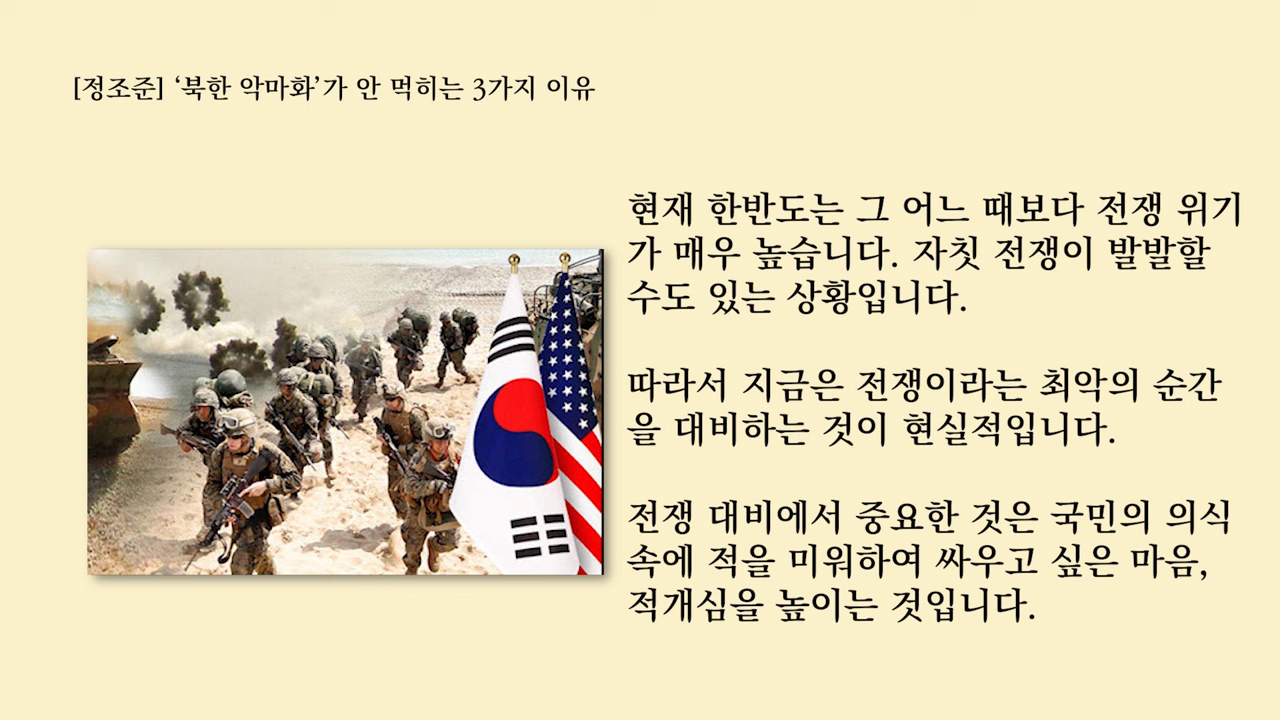 [정조준] ‘북한 악마화’가 안 먹히는 3가지 이유
현재 한반도는 그 어느 때보다 전쟁 위기
가 매우 높습니다. 자칫 전쟁이 발발할
수도 있는 상황입니다.
따라서 지금은 전쟁이라는 최악의 순간
을 대비하는 것이 현실적입니다.
전쟁 대비에서 중요한 것은 국민의 의식
속에 적을 미워하여 싸우고 싶은 마음,
적개심을 높이는 것입니다.